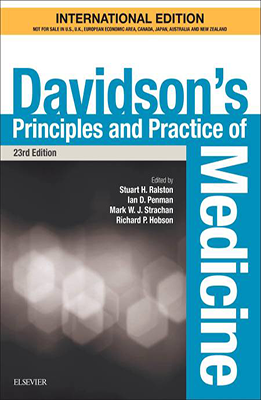 INTERNATIONAL EDITION
NOT FOR SALE IN U.S., U.K., EUROPEAN ECONOMIC AREA, CANADA, JAPAN, AUSTRALIA AND NEW ZEALAND
Davidson's
Principles and Practice of
Medicine
23rd Edition
Edited by
Stuart H. Ralston
Ian D. Penman
Mark W. J. Strachan
Richard P. Hobson
ELSEVIER